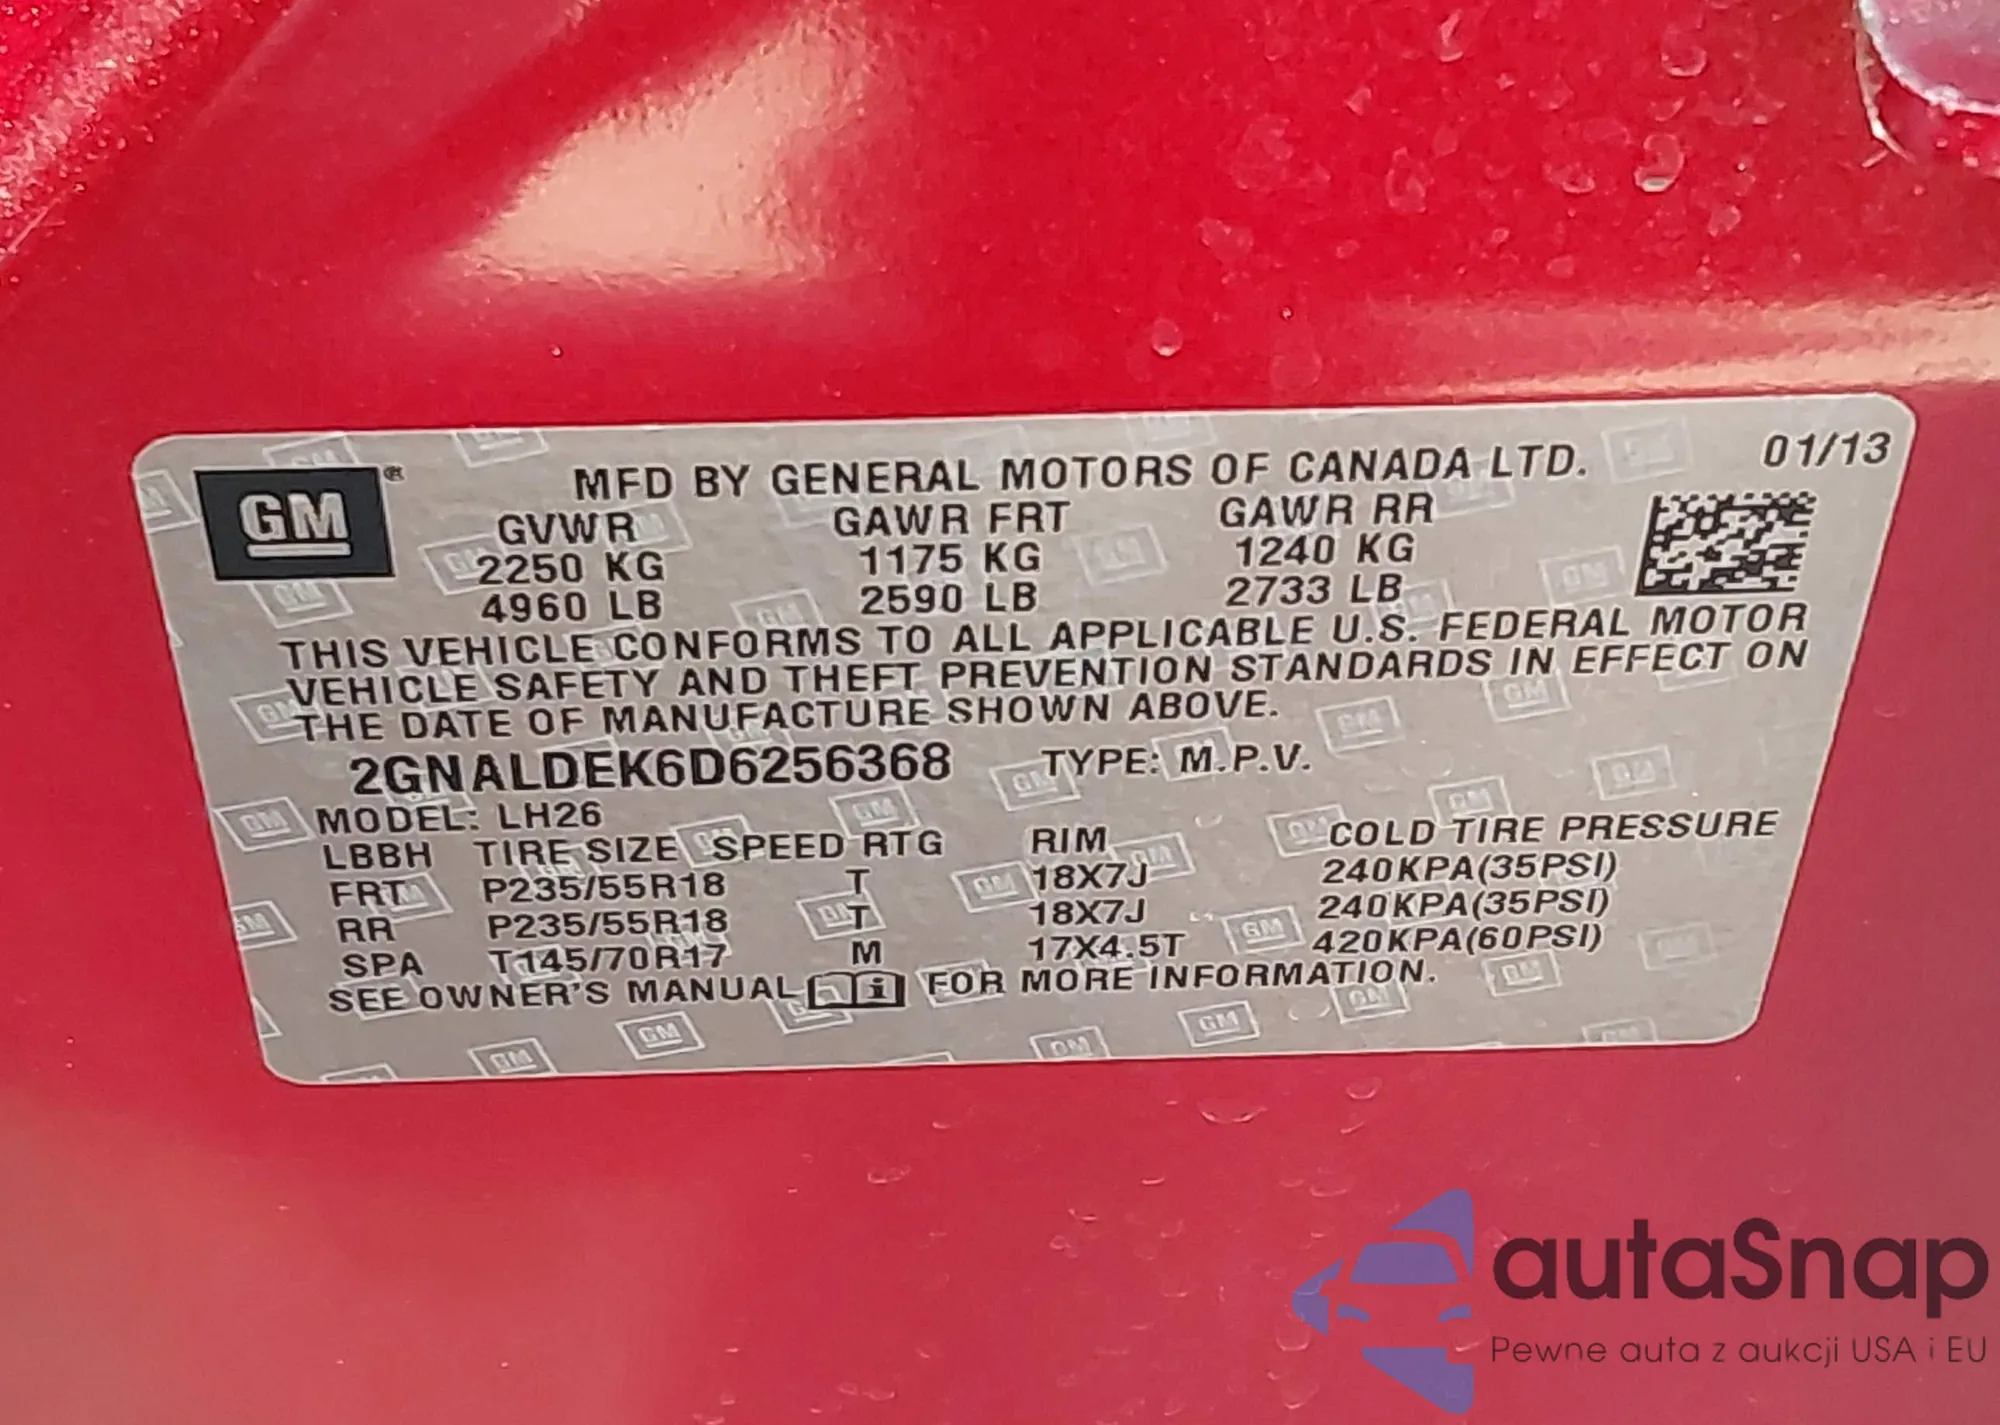 GM®
MFD BY GENERAL MOTORS OF CANADA LTD. 01/13
GVWR GAWR FRT GAWR RR
2250 KG 1175 KG 1240 KG
4960 LB 2590 LB 2733 LB
THIS VEHICLE CONFORMS TO ALL APPLICABLE U.S. FEDERAL MOTOR
VEHICLE SAFETY AND THEFT PREVENTION STANDARDS IN EFFECT ON
THE DATE OF MANUFACTURE SHOWN ABOVE.
2GNALDEK6D6256368 TYPE: M.P.V.
MODEL: LH26
LBBH TIRE SIZE SPEED RTG RIM COLD TIRE PRESSURE
FRT P235/55R18 T 18X7J 240KPA(35PSI)
RR P235/55R18 T 18X7J 240KPA(35PSI)
SPA T145/70R17 M 17X4.5T 420KPA(60PSI)
SEE OWNER'S MANUAL i FOR MORE INFORMATION.
autaSnap
Pewne auta z aukcji USA i EU